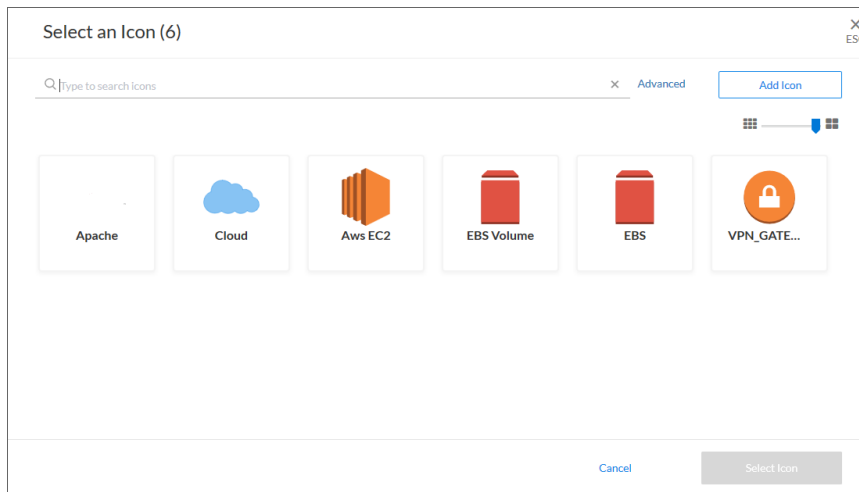 Select an Icon (6)
ESC
Type to search icons
Advanced
Add Icon
Apache
Cloud
Aws EC2
EBS Volume
EBS
VPN_GATE...
Cancel
Select Icon